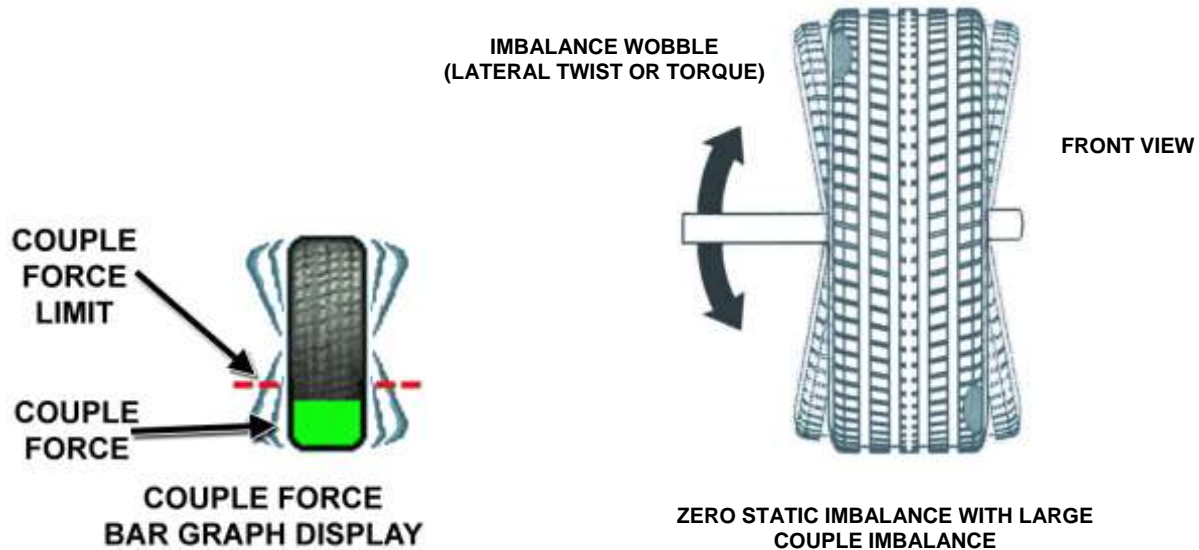 IMBALANCE WOBBLE
(LATERAL TWIST OR TORQUE)
FRONT VIEW
COUPLE
FORCE
LIMIT
COUPLE
FORCE
COUPLE FORCE
BAR GRAPH DISPLAY
ZERO STATIC IMBALANCE WITH LARGE
COUPLE IMBALANCE